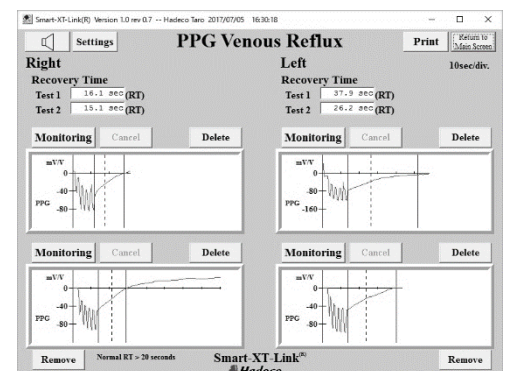 Smart-XT-Link(R) Version 1.0 rev 0.7 -- Hadeco Taro 2017/07/05 16:30:18
Settings
PPG Venous Reflux
Print
Return to
Main Screen
Right
Left
10sec/div.
Recovery Time
Recovery Time
Test 1 16.1 sec (RT)
Test 1 37.9 sec (RT)
Test 2 15.1 sec (RT)
Test 2 26.2 sec (RT)
Monitoring Cancel Delete
Monitoring Cancel Delete
mV/V
0
-40
PPG
-80
mV/V
0
-80
PPG
-160
Monitoring Cancel Delete
Monitoring Cancel Delete
mV/V
0
-40
PPG
-80
mV/V
0
-40
PPG
-80
Remove
Normal RT > 20 seconds
Smart-XT-Link(R)
Remove
Hadeco